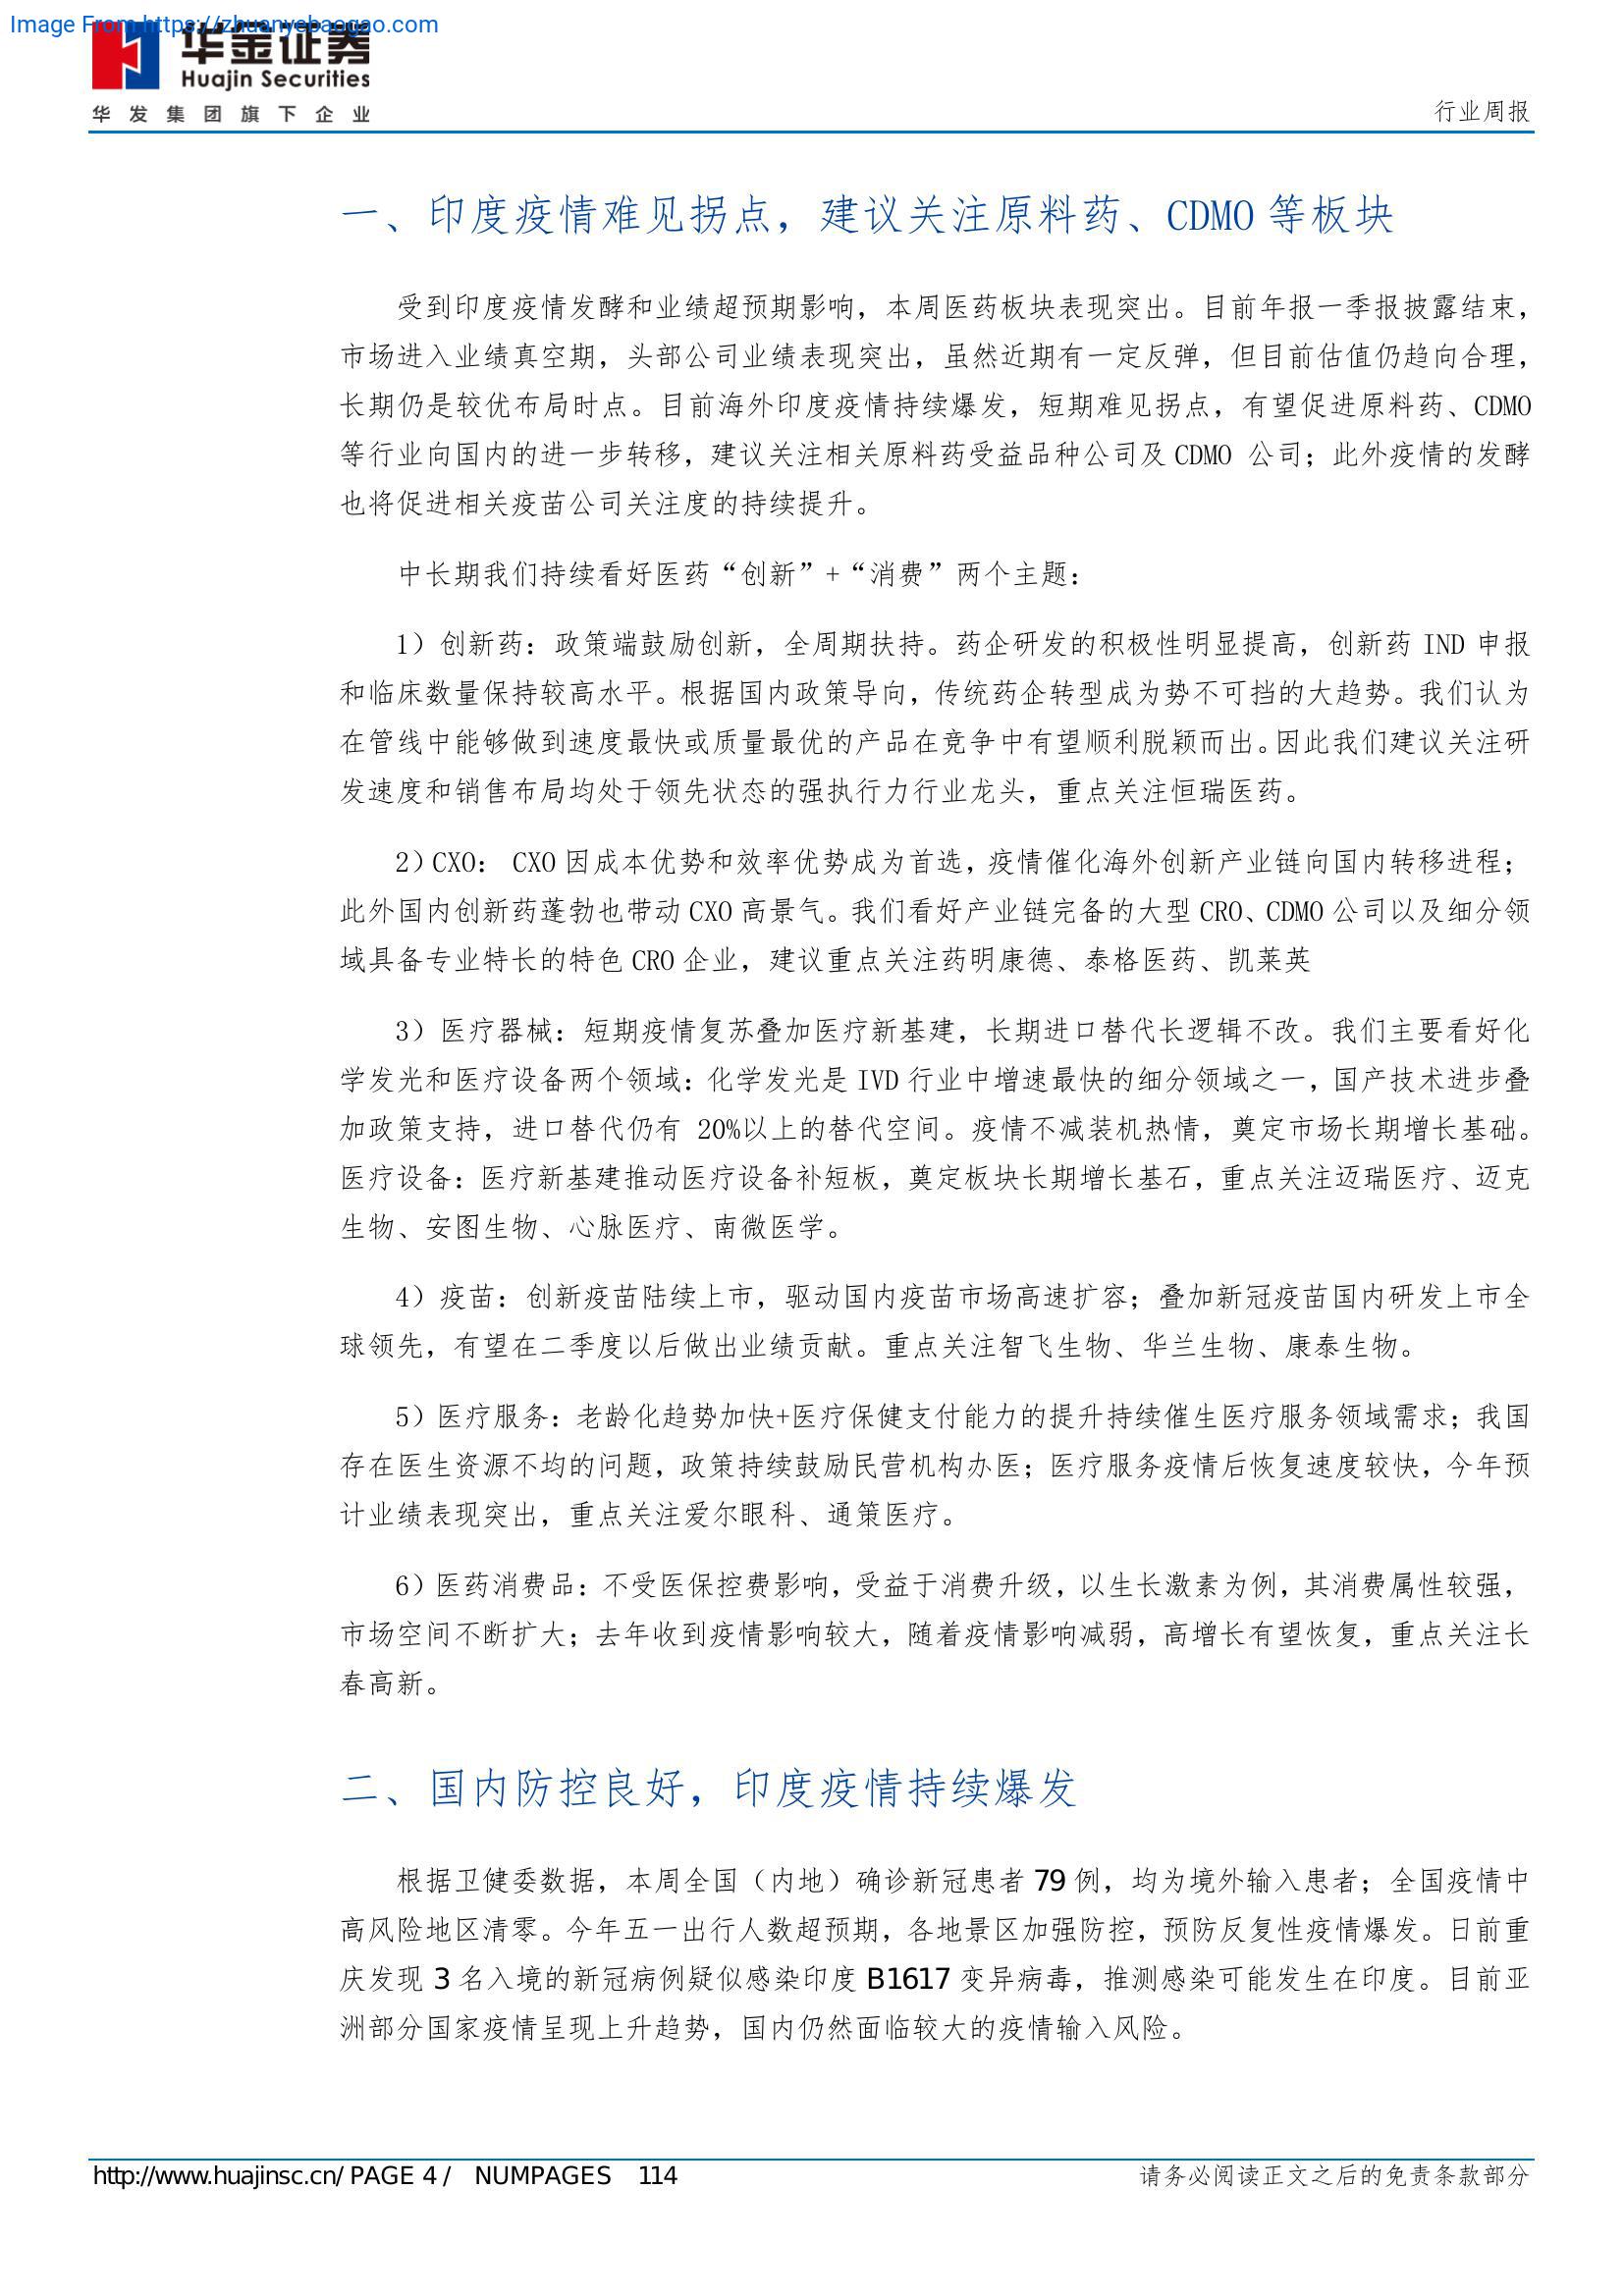 Image From https://zhuanyebaogao.com
华金证券
Huajin Securities
华发集团旗下企业
行业周报
一、印度疫情难见拐点，建议关注原料药、CDMO 等板块
受到印度疫情发酵和业绩超预期影响，本周医药板块表现突出。目前年报一季报披露结束，
市场进入业绩真空期，头部公司业绩表现突出，虽然近期有一定反弹，但目前估值仍趋向合理，
长期仍是较优布局时点。目前海外印度疫情持续爆发，短期难见拐点，有望促进原料药、CDMO
等行业向国内的进一步转移，建议关注相关原料药受益品种公司及 CDMO 公司；此外疫情的发酵
也将促进相关疫苗公司关注度的持续提升。
中长期我们持续看好医药“创新”+“消费”两个主题：
1）创新药：政策端鼓励创新，全周期扶持。药企研发的积极性明显提高，创新药 IND 申报
和临床数量保持较高水平。根据国内政策导向，传统药企转型成为势不可挡的大趋势。我们认为
在管线中能够做到速度最快或质量最优的产品在竞争中有望顺利脱颖而出。因此我们建议关注研
发速度和销售布局均处于领先状态的强执行力行业龙头，重点关注恒瑞医药。
2）CXO： CXO 因成本优势和效率优势成为首选，疫情催化海外创新产业链向国内转移进程；
此外国内创新药蓬勃也带动 CXO 高景气。我们看好产业链完备的大型 CRO、CDMO 公司以及细分领
域具备专业特长的特色 CRO 企业，建议重点关注药明康德、泰格医药、凯莱英
3）医疗器械：短期疫情复苏叠加医疗新基建，长期进口替代长逻辑不改。我们主要看好化
学发光和医疗设备两个领域：化学发光是 IVD 行业中增速最快的细分领域之一，国产技术进步叠
加政策支持，进口替代仍有 20%以上的替代空间。疫情不减装机热情，奠定市场长期增长基础。
医疗设备：医疗新基建推动医疗设备补短板，奠定板块长期增长基石，重点关注迈瑞医疗、迈克
生物、安图生物、心脉医疗、南微医学。
4）疫苗：创新疫苗陆续上市，驱动国内疫苗市场高速扩容；叠加新冠疫苗国内研发上市全
球领先，有望在二季度以后做出业绩贡献。重点关注智飞生物、华兰生物、康泰生物。
5）医疗服务：老龄化趋势加快+医疗保健支付能力的提升持续催生医疗服务领域需求；我国
存在医生资源不均的问题，政策持续鼓励民营机构办医；医疗服务疫情后恢复速度较快，今年预
计业绩表现突出，重点关注爱尔眼科、通策医疗。
6）医药消费品：不受医保控费影响，受益于消费升级，以生长激素为例，其消费属性较强，
市场空间不断扩大；去年收到疫情影响较大，随着疫情影响减弱，高增长有望恢复，重点关注长
春高新。
二、国内防控良好，印度疫情持续爆发
根据卫健委数据，本周全国（内地）确诊新冠患者 79 例，均为境外输入患者；全国疫情中
高风险地区清零。今年五一出行人数超预期，各地景区加强防控，预防反复性疫情爆发。日前重
庆发现 3 名入境的新冠病例疑似感染印度 B1617 变异病毒，推测感染可能发生在印度。目前亚
洲部分国家疫情呈现上升趋势，国内仍然面临较大的疫情输入风险。
http://www.huajinsc.cn/ PAGE 4 / NUMPAGES 114
请务必阅读正文之后的免责条款部分